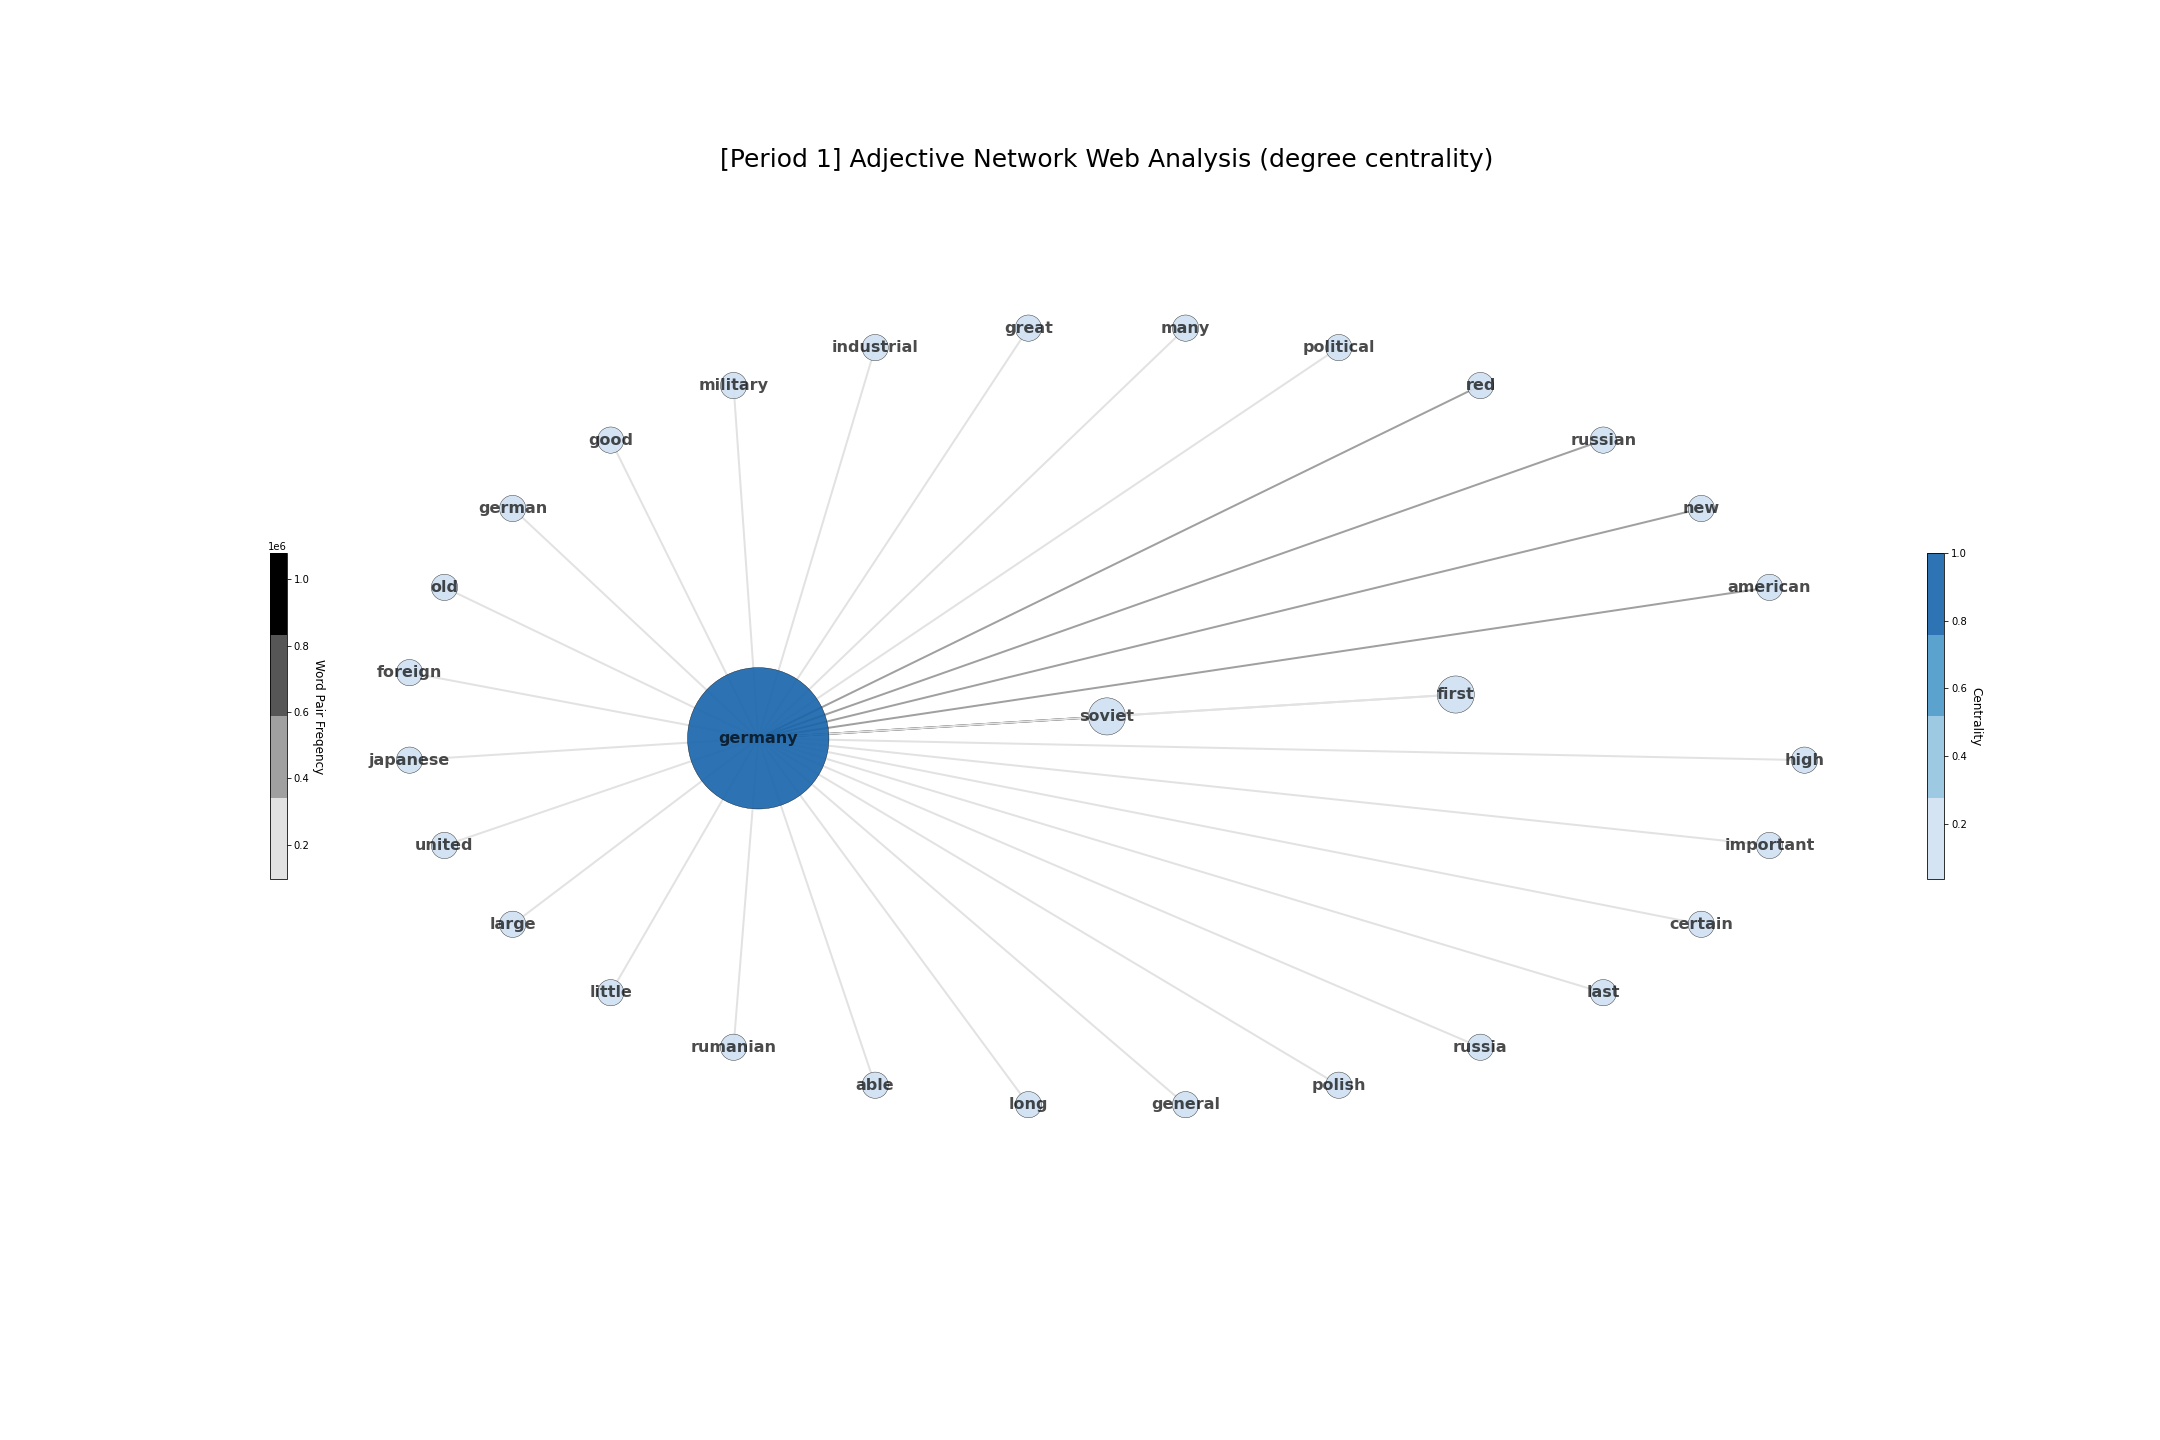 [Period 1] Adjective Network Web Analysis (degree centrality)
great
many
industrial
political
military
red
good
russian
german
new
1e6
1.0
0.8
0.6
0.4
0.2
Word Pair Freqency
old
american
foreign
first
soviet
germany
japanese
high
united
important
large
certain
little
last
rumanian
russia
able
polish
long
general
1.0
0.8
0.6
0.4
0.2
Centrality